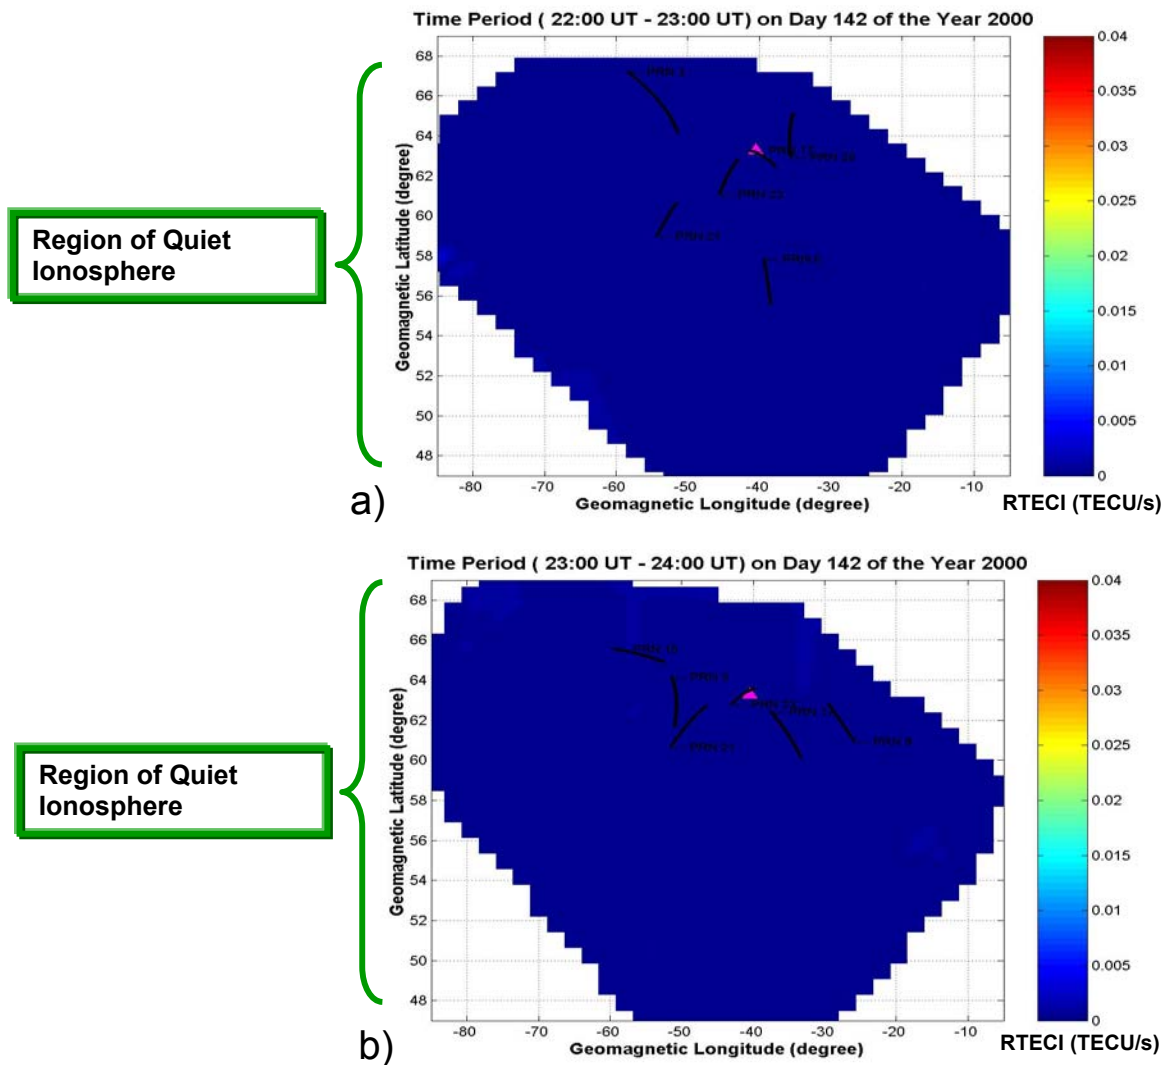 Time Period ( 22:00 UT - 23:00 UT) on Day 142 of the Year 2000
68
66
64
62
60
58
56
54
52
50
48
Geomagnetic Latitude (degree)
-80 -70 -60 -50 -40 -30 -20 -10
Geomagnetic Longitude (degree)
0.04
0.035
0.03
0.025
0.02
0.015
0.01
0.005
0
RTECI (TECU/s)
Region of Quiet
Ionosphere
a)
Time Period ( 23:00 UT - 24:00 UT) on Day 142 of the Year 2000
68
66
64
62
60
58
56
54
52
50
48
Geomagnetic Latitude (degree)
-80 -70 -60 -50 -40 -30 -20 -10
Geomagnetic Longitude (degree)
0.04
0.035
0.03
0.025
0.02
0.015
0.01
0.005
0
RTECI (TECU/s)
Region of Quiet
Ionosphere
b)